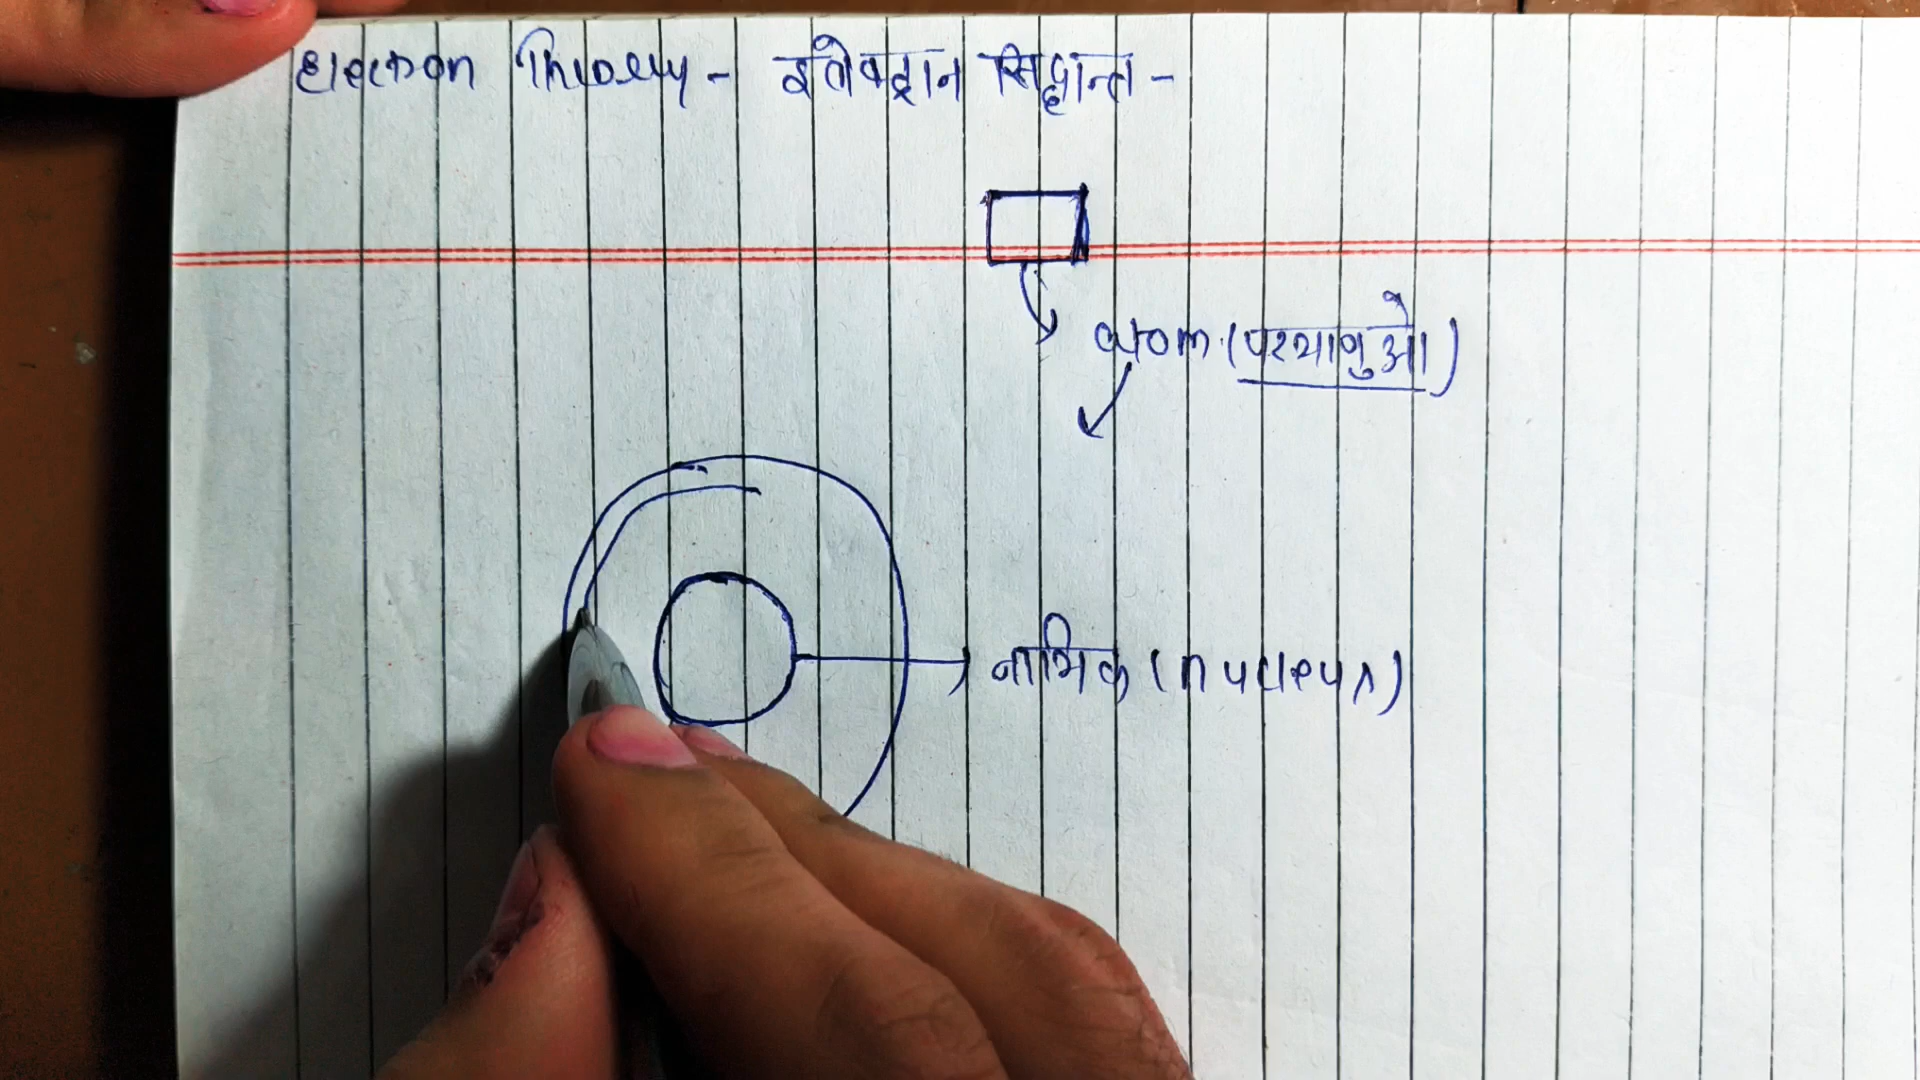 Electron Theory - इलेक्ट्रान सिद्धान्त -
atom (परमाणुओ)
नाभिक (nucleus)